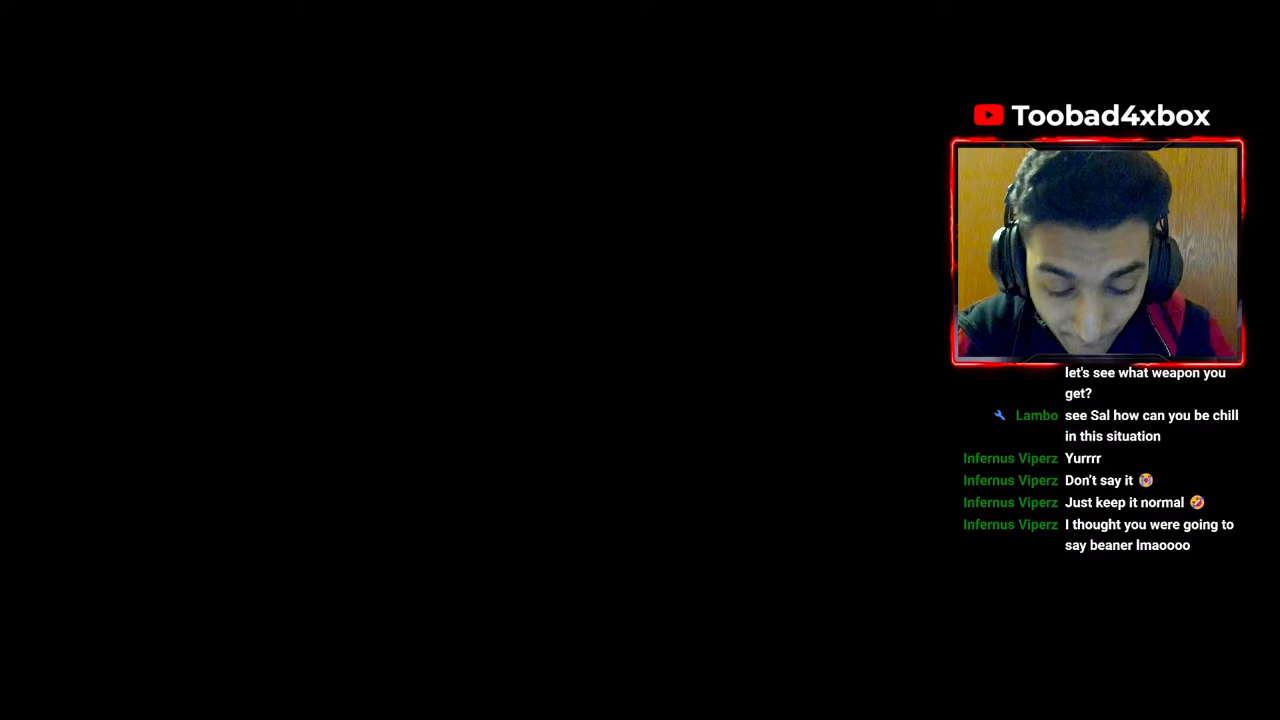 Toobad4xbox
let's see what weapon you
get?
Lambo see Sal how can you be chill
in this situation
Infernus Viperz Yurrrr
Infernus Viperz Don't say it 😭
Infernus Viperz Just keep it normal 🤣
Infernus Viperz I thought you were going to
say beaner lmaoooo